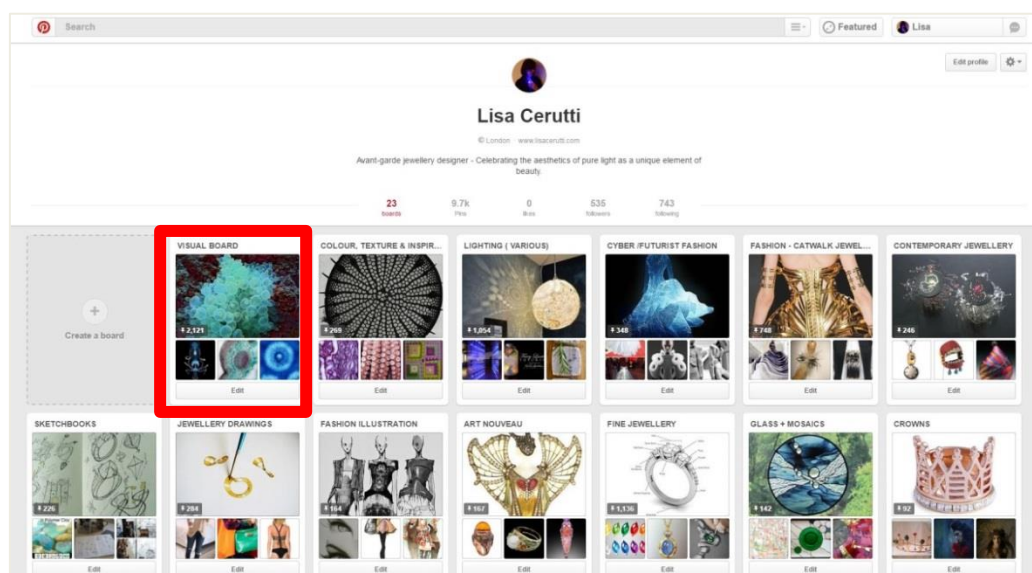 Search
Featured
Lisa
Edit profile
Lisa Cerutti
London www.lisacerutti.com
Avant-garde jewellery designer - Celebrating the aesthetics of pure light as a unique element of
beauty.
23 9.7k 0 535 743
boards Pins likes followers following
VISUAL BOARD COLOUR, TEXTURE & INSPIR... LIGHTING ( VARIOUS) CYBER /FUTURIST FASHION FASHION - CATWALK JEWEL... CONTEMPORARY JEWELLERY
+
Create a board
2,121 269 1,054 348 748 246
Edit Edit Edit Edit Edit Edit
SKETCHBOOKS JEWELLERY DRAWINGS FASHION ILLUSTRATION ART NOUVEAU FINE JEWELLERY GLASS + MOSAICS CROWNS
226 204 164 167 1,136 142 92
Edit Edit Edit Edit Edit Edit Edit